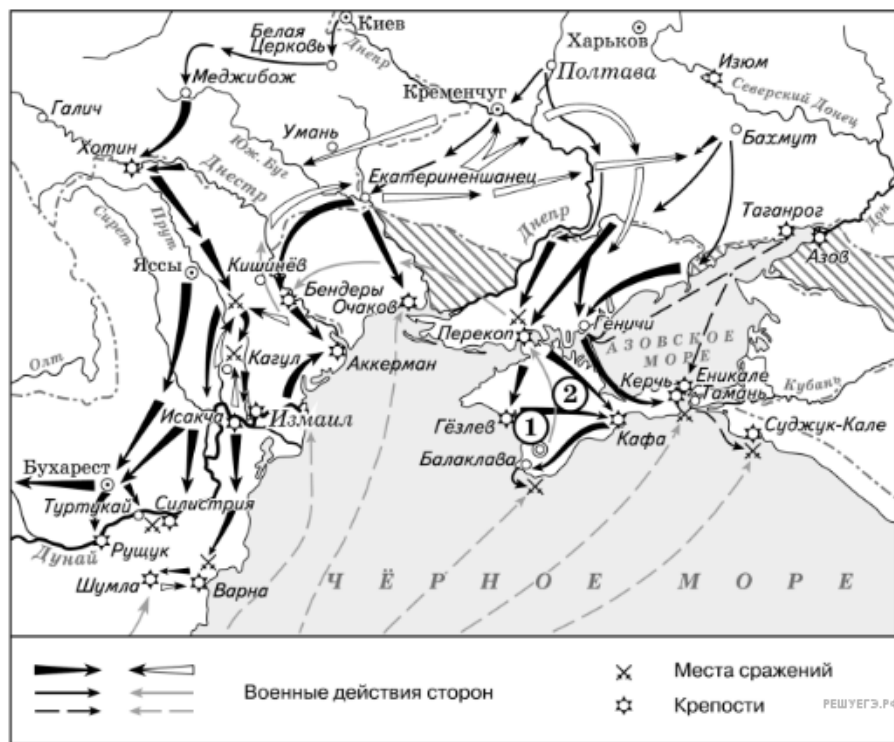 Белая
Церковь
Киев
Днепр
Харьков
Полтава
Изюм
Северский Донец
Меджибож
Кременчуг
Галич
Умань
Бахмут
Хотин
Юж. Буг
Днестр
Екатериненшанец
Сирет
Прут
Днепр
Таганрог
Дон
Азов
Яссы
Кишинёв
Бендеры
Очаков
Перекоп
Геничи
АЗОВСКОЕ
МОРЕ
Олт
Кагул
Аккерман
Керчь
Еникале
Тамань
Кубань
2
1
Исакча
Измаил
Гёзлев
Кафа
Суджук-Кале
Бухарест
Балаклава
Туртукай
Силистрия
Дунай
Рущук
Шумла
Варна
ЧЁРНОЕ МОРЕ
Военные действия сторон
Места сражений
Крепости
РЕШУЕГЭ.РФ